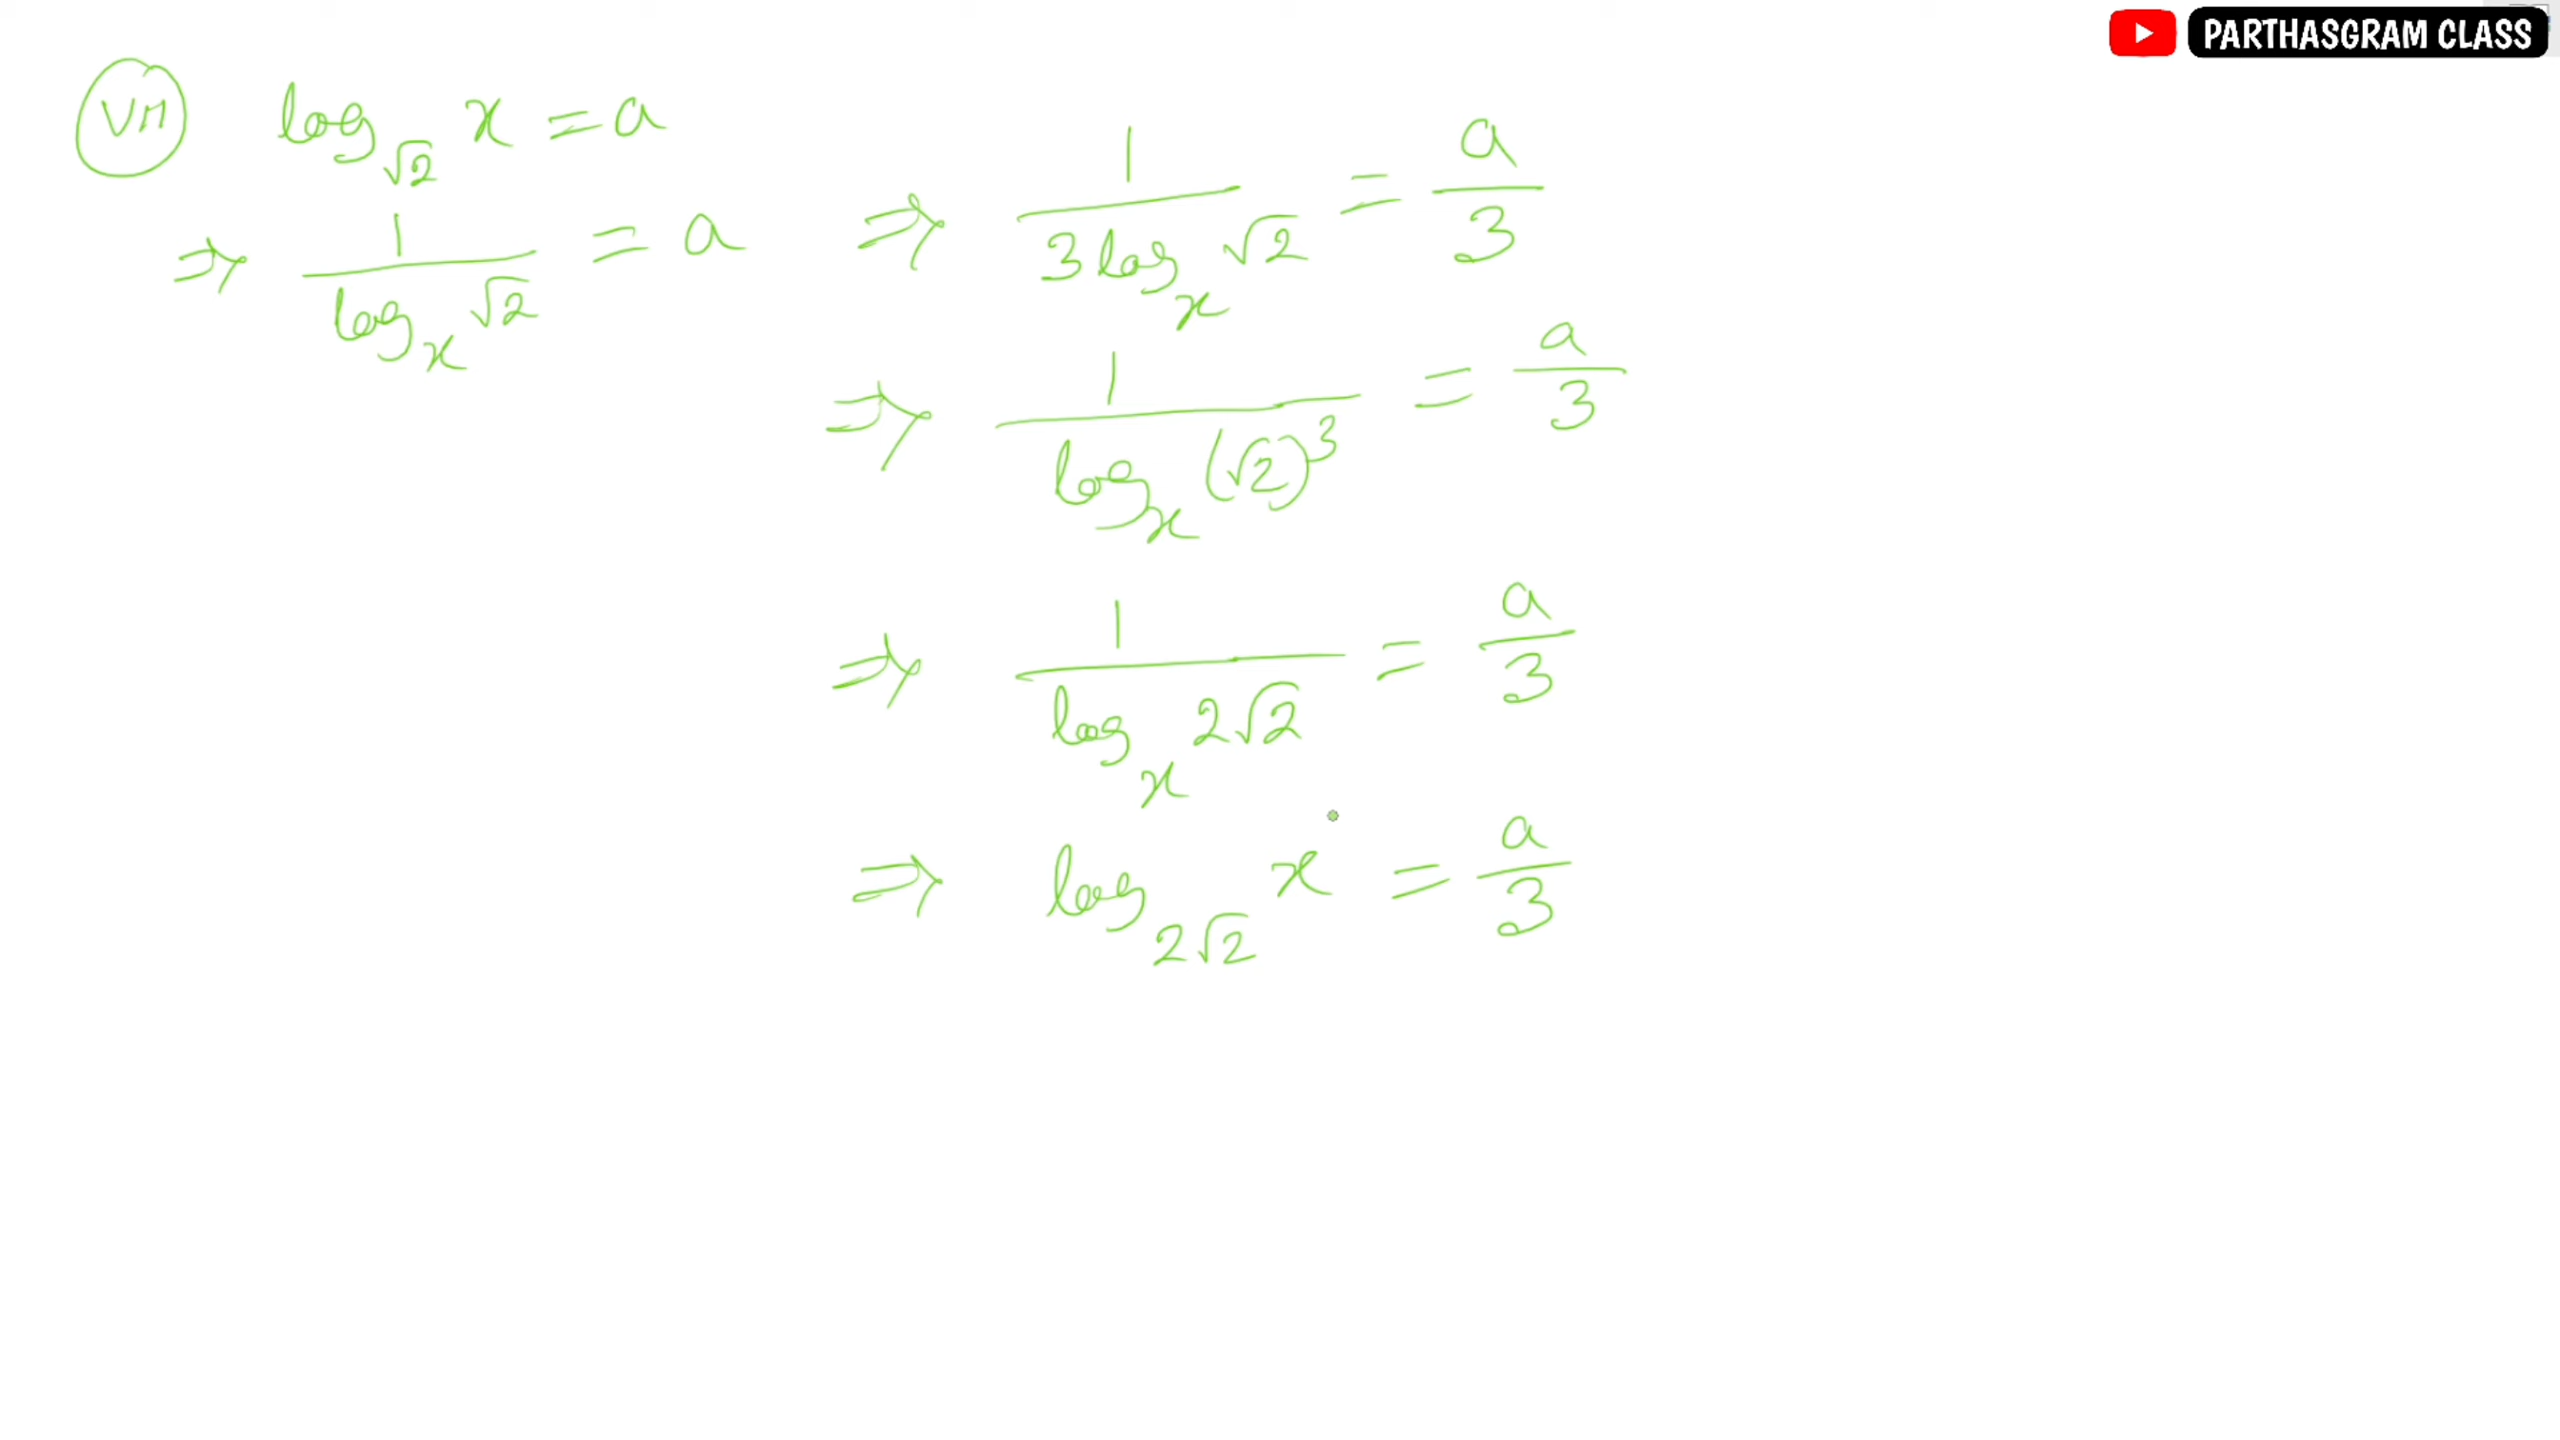 PARTHASGRAM CLASS
VII log_√2 x = a
⇒ 1/(log_x √2) = a
⇒ 1/(3 log_x √2) = a/3
⇒ 1/(log_x (√2)³) = a/3
⇒ 1/(log_x 2√2) = a/3
⇒ log_2√2 x = a/3